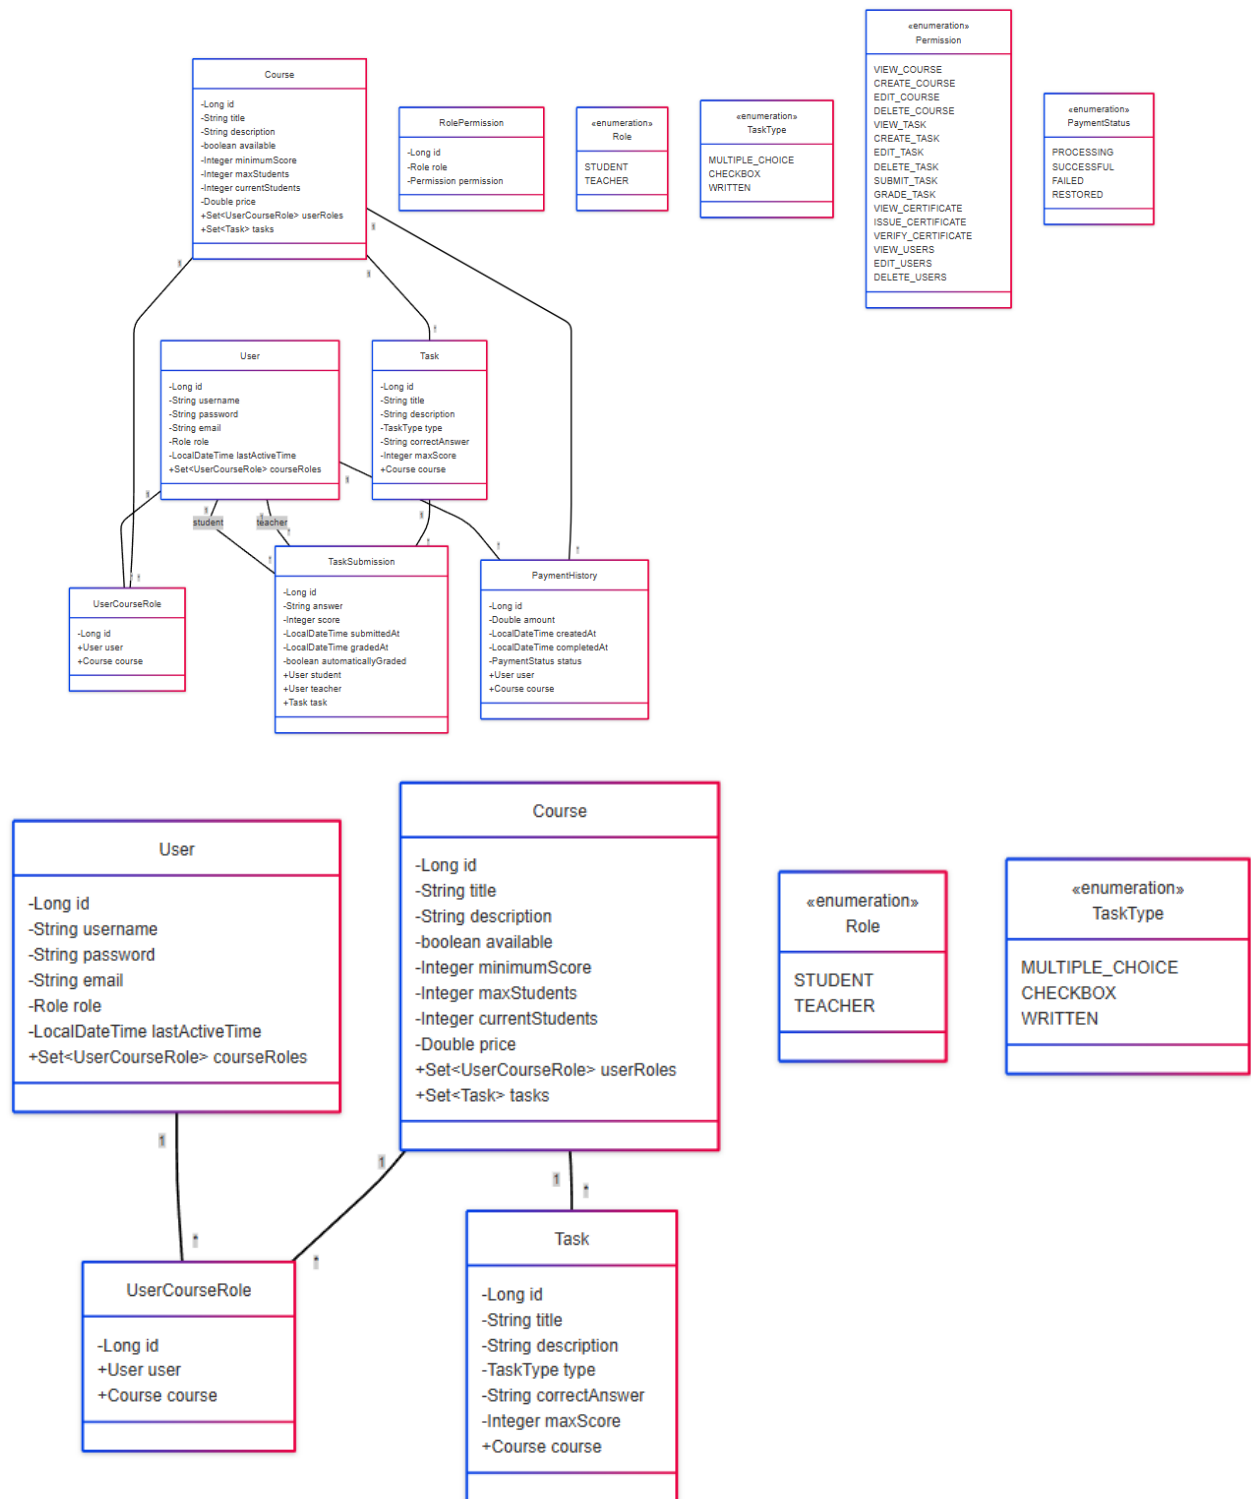 Course
-Long id
-String title
-String description
-boolean available
-Integer minimumScore
-Integer maxStudents
-Integer currentStudents
-Double price
+Set<UserCourseRole> userRoles
+Set<Task> tasks
RolePermission
-Long id
-Role role
-Permission permission
«enumeration»
Role
STUDENT
TEACHER
«enumeration»
TaskType
MULTIPLE_CHOICE
CHECKBOX
WRITTEN
«enumeration»
Permission
VIEW_COURSE
CREATE_COURSE
EDIT_COURSE
DELETE_COURSE
VIEW_TASK
CREATE_TASK
EDIT_TASK
DELETE_TASK
SUBMIT_TASK
GRADE_TASK
VIEW_CERTIFICATE
ISSUE_CERTIFICATE
VERIFY_CERTIFICATE
VIEW_USERS
EDIT_USERS
DELETE_USERS
«enumeration»
PaymentStatus
PROCESSING
SUCCESSFUL
FAILED
RESTORED
User
-Long id
-String username
-String password
-String email
-Role role
-LocalDateTime lastActiveTime
+Set<UserCourseRole> courseRoles
Task
-Long id
-String title
-String description
-TaskType type
-String correctAnswer
-Integer maxScore
+Course course
student
teacher
UserCourseRole
-Long id
+User user
+Course course
TaskSubmission
-Long id
-String answer
-Integer score
-LocalDateTime submittedAt
-LocalDateTime gradedAt
-boolean automaticallyGraded
+User student
+User teacher
+Task task
PaymentHistory
-Long id
-Double amount
-LocalDateTime createdAt
-LocalDateTime completedAt
-PaymentStatus status
+User user
+Course course
User
-Long id
-String username
-String password
-String email
-Role role
-LocalDateTime lastActiveTime
+Set<UserCourseRole> courseRoles
Course
-Long id
-String title
-String description
-boolean available
-Integer minimumScore
-Integer maxStudents
-Integer currentStudents
-Double price
+Set<UserCourseRole> userRoles
+Set<Task> tasks
«enumeration»
Role
STUDENT
TEACHER
«enumeration»
TaskType
MULTIPLE_CHOICE
CHECKBOX
WRITTEN
1
1
1
*
*
*
UserCourseRole
-Long id
+User user
+Course course
Task
-Long id
-String title
-String description
-TaskType type
-String correctAnswer
-Integer maxScore
+Course course